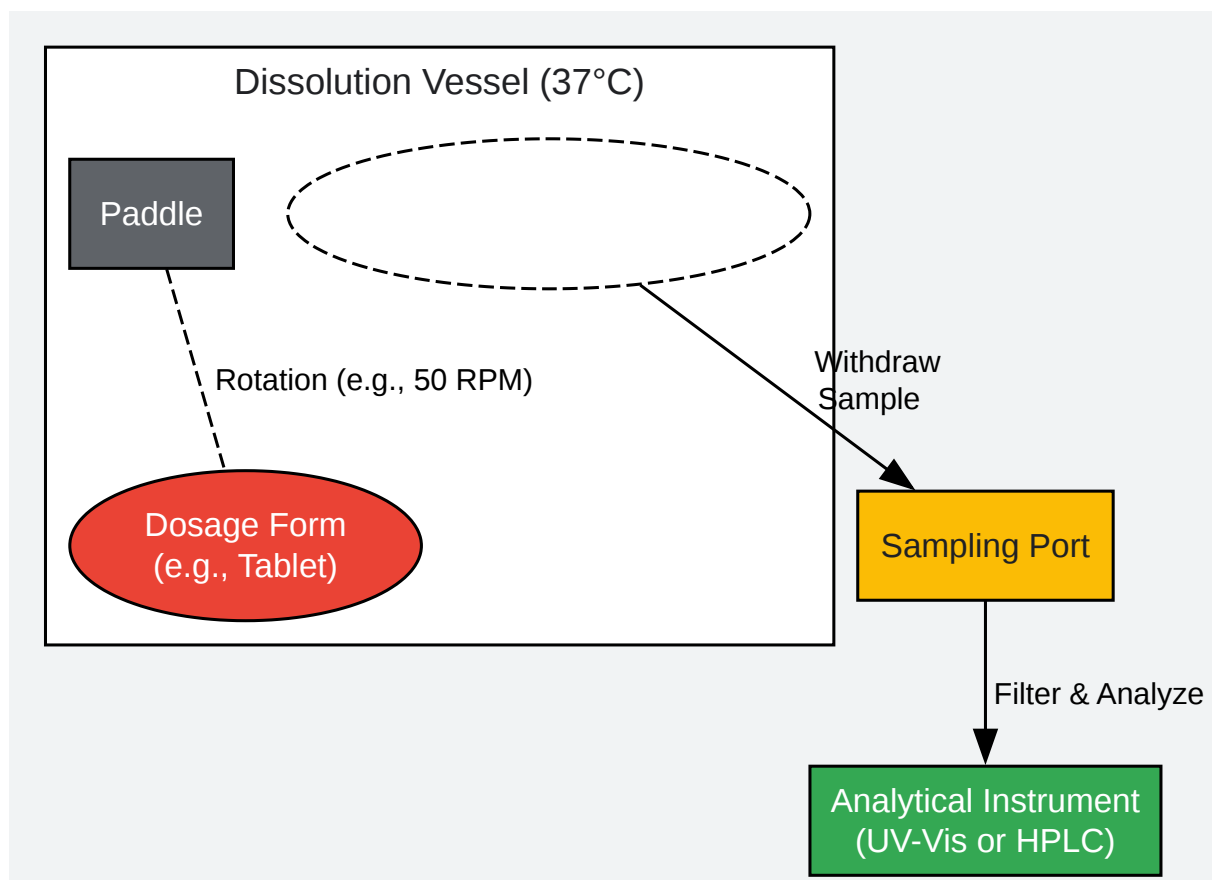 Dissolution Vessel (37°C)
Paddle
Rotation (e.g., 50 RPM)
Withdraw
Sample
Dosage Form
(e.g., Tablet)
Sampling Port
Filter & Analyze
Analytical Instrument
(UV-Vis or HPLC)